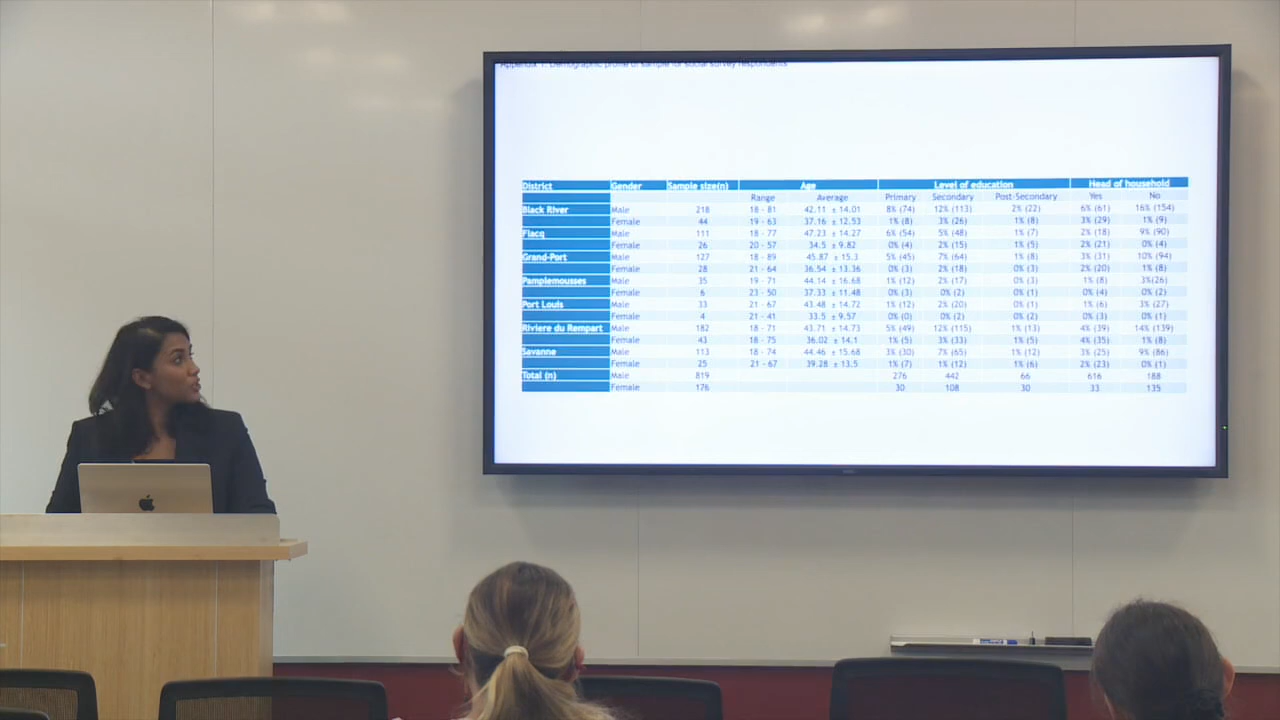 Appendix 1. Demographic profile of sample for social survey respondents
District Gender Sample size(n) Age Level of education Head of household
Range Average Primary Secondary Post-Secondary Yes No
Black River Male 218 18 - 81 42.11 ± 14.01 8% (74) 12% (113) 2% (22) 6% (61) 16% (154)
Female 44 19 - 63 37.16 ± 12.53 1% (8) 3% (26) 1% (8) 3% (29) 1% (9)
Flacq Male 111 18 - 77 47.23 ± 14.27 6% (54) 5% (48) 1% (7) 2% (18) 9% (90)
Female 26 20 - 57 34.5 ± 9.82 0% (4) 2% (15) 1% (5) 2% (21) 0% (4)
Grand-Port Male 127 18 - 89 45.87 ± 15.3 5% (45) 7% (64) 1% (8) 3% (31) 10% (94)
Female 28 21 - 64 36.54 ± 13.36 0% (3) 2% (18) 0% (3) 2% (20) 1% (8)
Pamplemousses Male 35 19 - 71 44.14 ± 16.68 1% (12) 2% (17) 0% (3) 1% (8) 3%(26)
Female 6 23 - 50 37.33 ± 11.48 0% (3) 0% (2) 0% (1) 0% (4) 0% (2)
Port Louis Male 33 21 - 67 43.48 ± 14.72 1% (12) 2% (20) 0% (1) 1% (6) 3% (27)
Female 4 21 - 41 33.5 ± 9.57 0% (0) 0% (2) 0% (2) 0% (3) 0% (1)
Riviere du Rempart Male 182 18 - 71 43.71 ± 14.73 5% (49) 12% (115) 1% (13) 4% (39) 14% (139)
Female 43 18 - 75 36.02 ± 14.1 1% (5) 3% (33) 1% (5) 4% (35) 1% (8)
Savanne Male 113 18 - 74 44.46 ± 15.68 3% (30) 7% (65) 1% (12) 3% (25) 9% (86)
Female 25 21 - 67 39.28 ± 13.5 1% (7) 1% (12) 1% (6) 2% (23) 0% (1)
Total (n) Male 819 276 442 66 616 188
Female 176 30 108 30 33 135